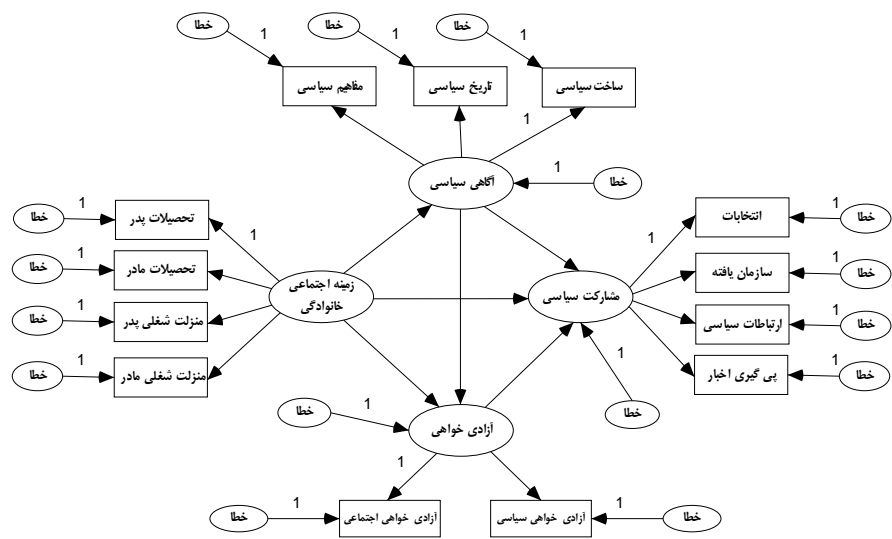 خطا
1
خطا
1
خطا
1
مفاهیم سیاسی
تاریخ سیاسی
ساخت سیاسی
1
آگاهی سیاسی
1
خطا
خطا
1
تحصیلات پدر
1
انتخابات
1
خطا
1
خطا
1
تحصیلات مادر
سازمان یافته
1
خطا
زمینه اجتماعی
خانوادگی
مشارکت سیاسی
خطا
1
منزلت شغلی پدر
ارتباطات سیاسی
1
خطا
خطا
1
منزلت شغلی مادر
پی گیری اخبار
1
خطا
1
خطا
خطا
1
آزادی خواهی
1
خطا
1
آزادی خواهی اجتماعی
آزادی خواهی سیاسی
1
خطا